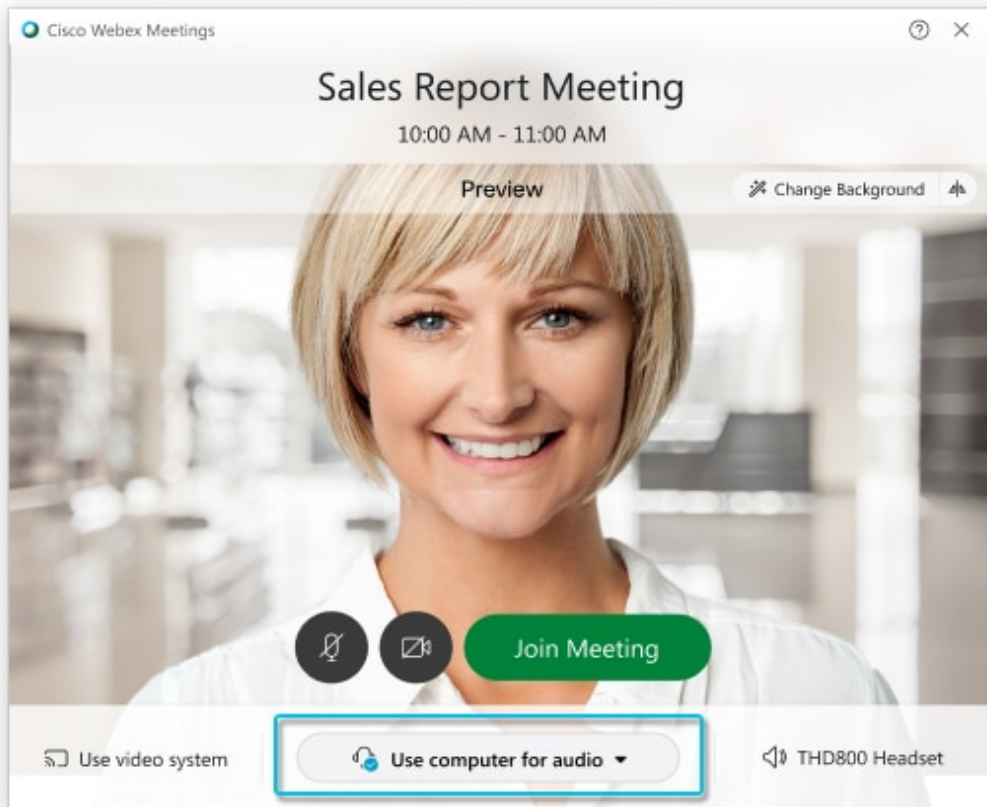 Cisco Webex Meetings
Sales Report Meeting
10:00 AM - 11:00 AM
Preview
Change Background
Join Meeting
Use video system
Use computer for audio
THD800 Headset